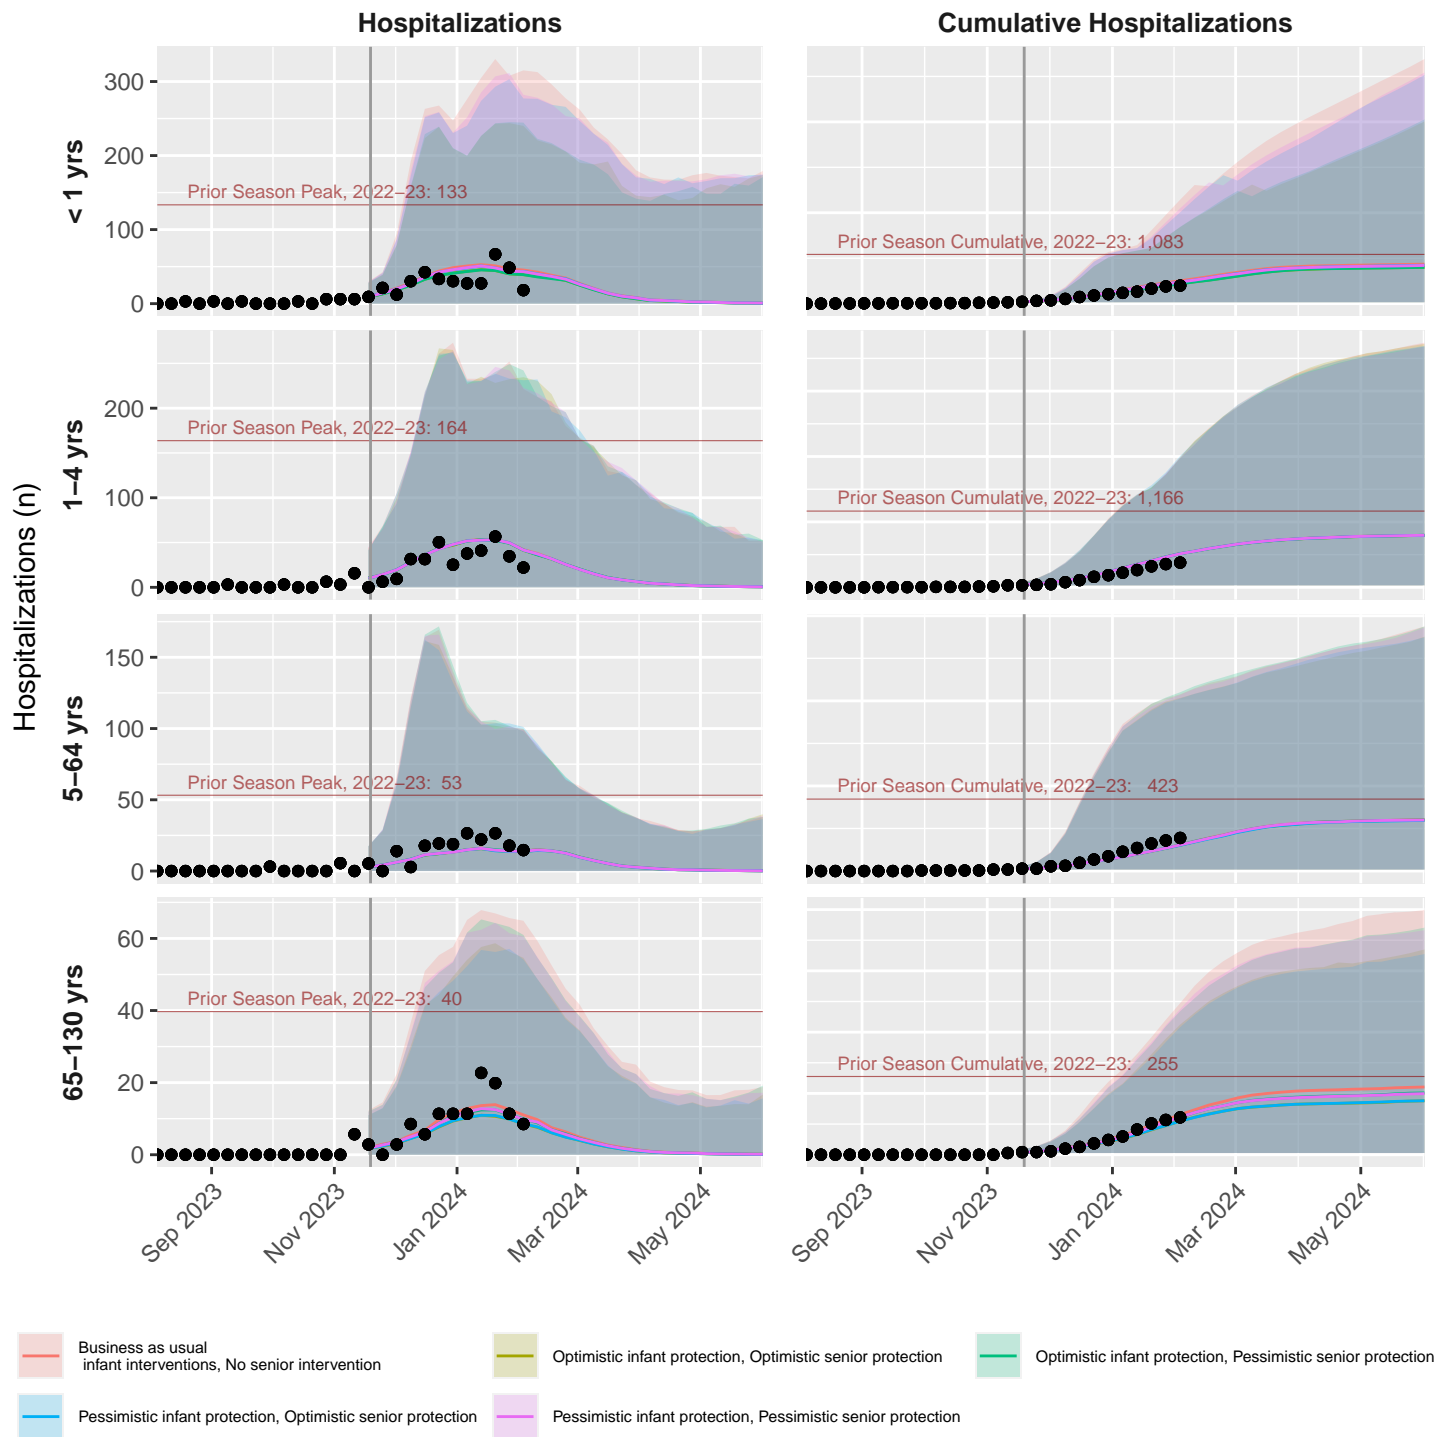 Hospitalizations
Cumulative Hospitalizations
Hospitalizations (n)
< 1 yrs
300
200
100
0
Prior Season Peak, 2022–23: 133
Prior Season Cumulative, 2022–23: 1,083
1–4 yrs
200
100
0
Prior Season Peak, 2022–23: 164
Prior Season Cumulative, 2022–23: 1,166
5–64 yrs
150
100
50
0
Prior Season Peak, 2022–23:  53
Prior Season Cumulative, 2022–23:   423
65–130 yrs
60
40
20
0
Prior Season Peak, 2022–23:  40
Prior Season Cumulative, 2022–23:   255
Sep 2023
Nov 2023
Jan 2024
Mar 2024
May 2024
Sep 2023
Nov 2023
Jan 2024
Mar 2024
May 2024
Business as usual
infant interventions, No senior intervention
Optimistic infant protection, Optimistic senior protection
Optimistic infant protection, Pessimistic senior protection
Pessimistic infant protection, Optimistic senior protection
Pessimistic infant protection, Pessimistic senior protection